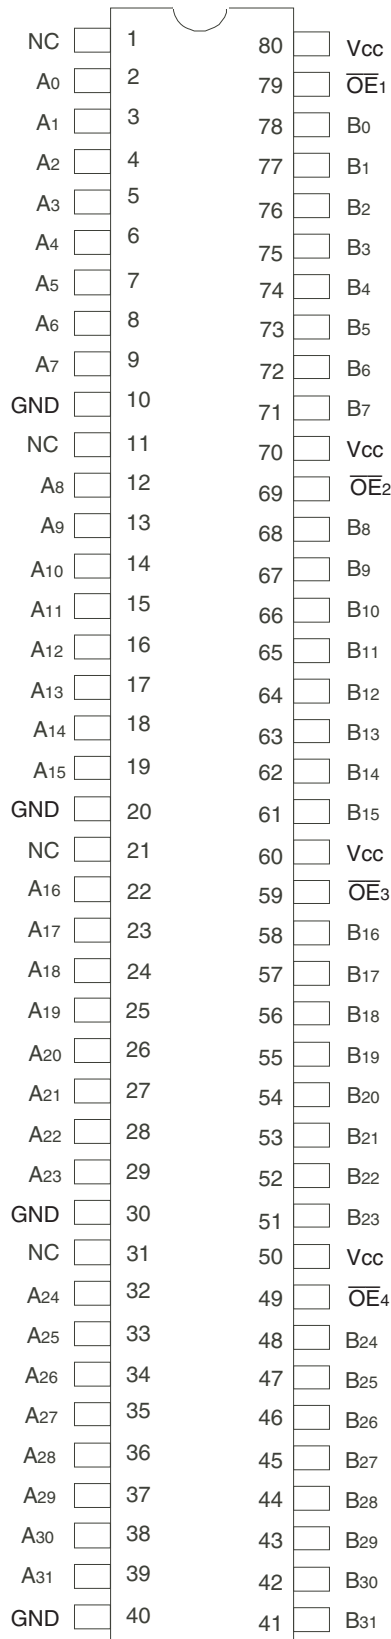 NC 1 80 Vcc
A0 2 79 OE1
A1 3 78 B0
A2 4 77 B1
A3 5 76 B2
A4 6 75 B3
A5 7 74 B4
A6 8 73 B5
A7 9 72 B6
GND 10 71 B7
NC 11 70 Vcc
A8 12 69 OE2
A9 13 68 B8
A10 14 67 B9
A11 15 66 B10
A12 16 65 B11
A13 17 64 B12
A14 18 63 B13
A15 19 62 B14
GND 20 61 B15
NC 21 60 Vcc
A16 22 59 OE3
A17 23 58 B16
A18 24 57 B17
A19 25 56 B18
A20 26 55 B19
A21 27 54 B20
A22 28 53 B21
A23 29 52 B22
GND 30 51 B23
NC 31 50 Vcc
A24 32 49 OE4
A25 33 48 B24
A26 34 47 B25
A27 35 46 B26
A28 36 45 B27
A29 37 44 B28
A30 38 43 B29
A31 39 42 B30
GND 40 41 B31